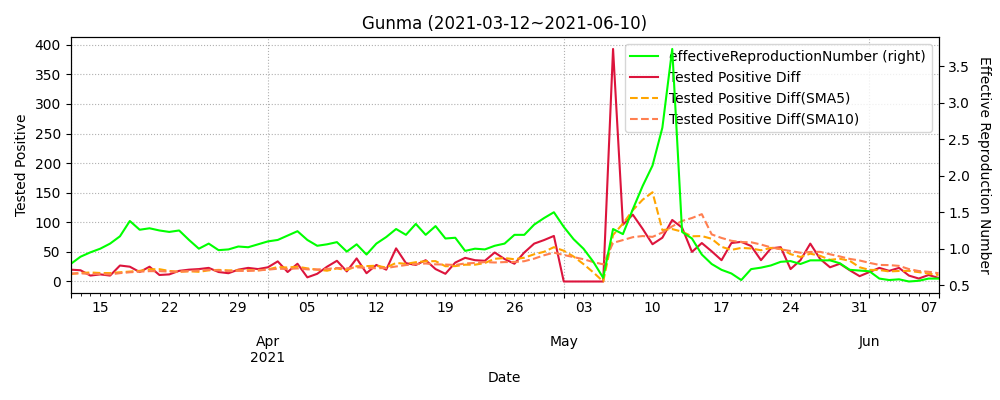 Gunma (2021-03-12~2021-06-10)
effectiveReproductionNumber (right)
Tested Positive Diff
Tested Positive Diff(SMA5)
Tested Positive Diff(SMA10)
Tested Positive
400
350
300
250
200
150
100
50
0
Effective Reproduction Number
3.5
3.0
2.5
2.0
1.5
1.0
0.5
15 22 29 05 12 19 26 03 10 17 24 31 07
Apr May Jun
2021
Date